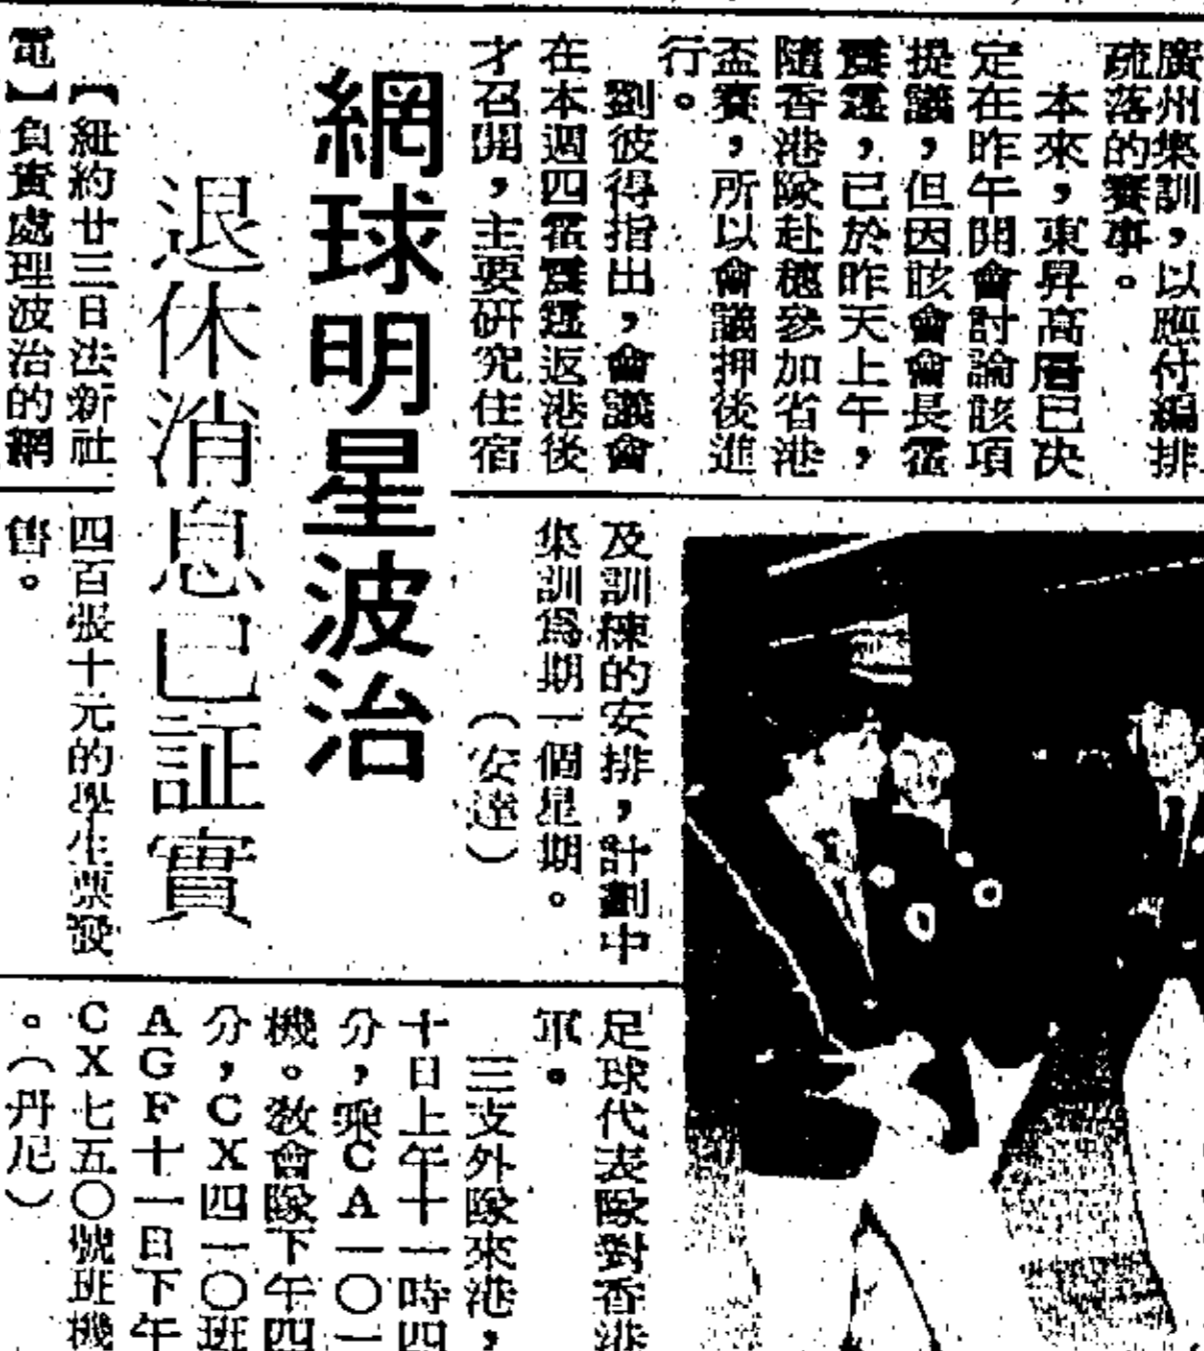 廣州集訓，以應付編排
疏落的賽事。
本來，東昇高層已決
定在昨午開會討論該項
提議，但因該會會長霍
震霆，已於昨天上午，
隨香港隊赴穗參加省港
盃賽，所以會議押後進
行。
劉彼得指出，會議會
在本週四霍震霆返港後
才召開，主要研究住宿
及訓練的安排，計劃中
集訓爲期一個星期。
（安達）
網球明星波治
退休消息已証實
【紐約廿三日法新社
電】負責處理波治的網
四百張十元的學生票發
售。
足球代表隊對香港
軍。
三支外隊來港，
十日上午十一時四
分，乘CA一〇一
機。敎會隊下午四
分，CX四一〇班
AGF十一日下午
CX七五〇號班機
。（丹尼）